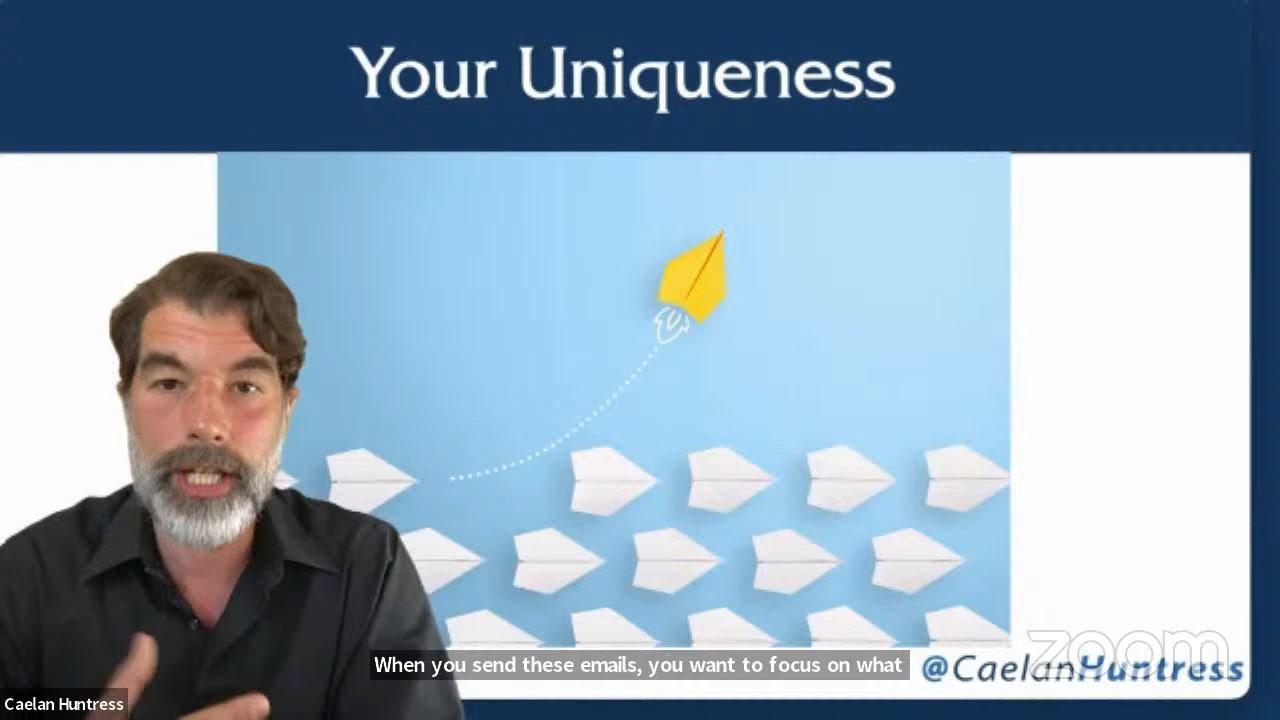 Your Uniqueness
When you send these emails, you want to focus on what
zoom
@CaelanHuntress
Caelan Huntress